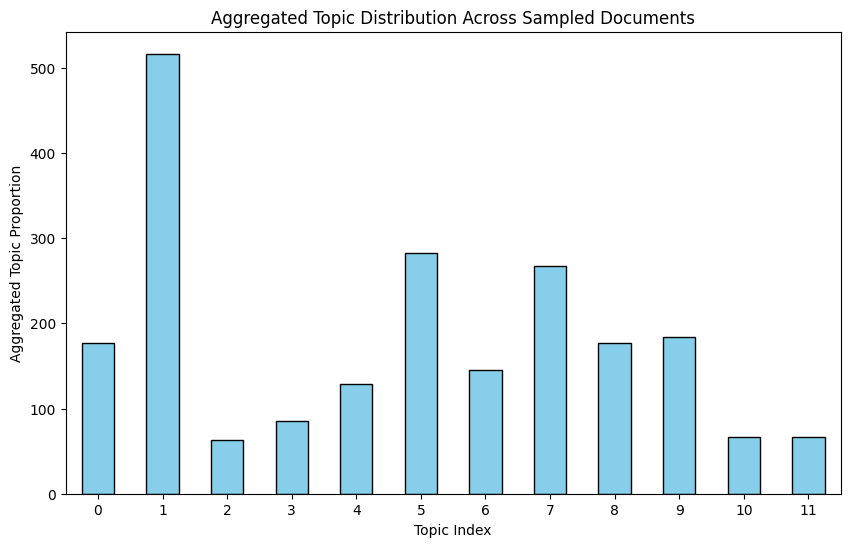 Aggregated Topic Distribution Across Sampled Documents
500
400
300
200
100
0
Aggregated Topic Proportion
0 1 2 3 4 5 6 7 8 9 10 11
Topic Index